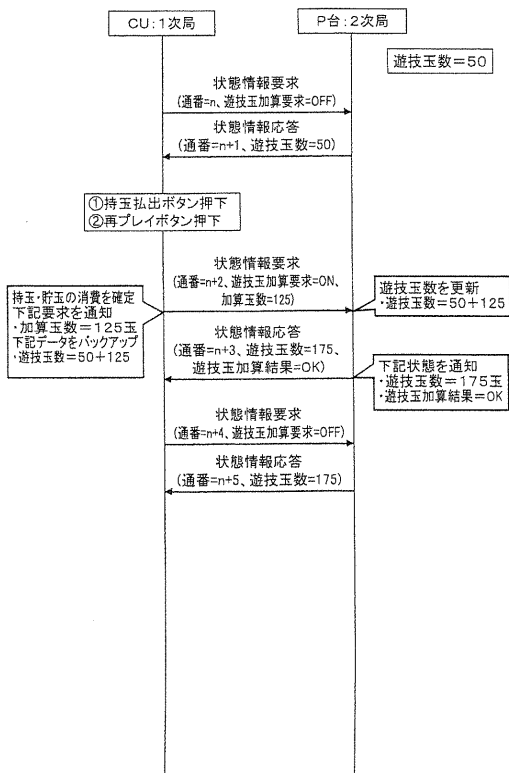 CU:1次局
P台:2次局
遊技玉数=50
状態情報要求
(通番=n、遊技玉加算要求=OFF)
状態情報応答
(通番=n+1、遊技玉数=50)
①持玉払出ボタン押下
②再プレイボタン押下
状態情報要求
(通番=n+2、遊技玉加算要求=ON、
加算玉数=125)
持玉・貯玉の消費を確定
下記要求を通知
・加算玉数=125玉
下記データをバックアップ
・遊技玉数=50+125
遊技玉数を更新
・遊技玉数=50+125
状態情報応答
(通番=n+3、遊技玉数=175、
遊技玉加算結果=OK)
下記状態を通知
・遊技玉数=175玉
・遊技玉加算結果=OK
状態情報要求
(通番=n+4、遊技玉加算要求=OFF)
状態情報応答
(通番=n+5、遊技玉数=175)